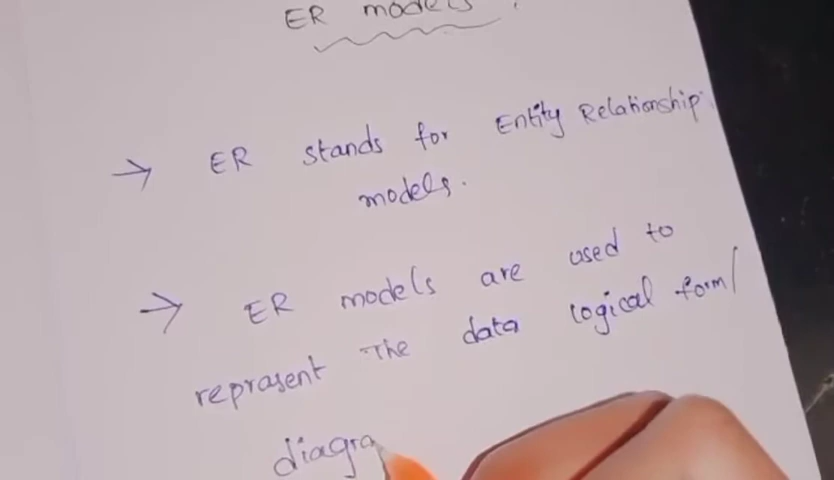 ER models :
→ ER stands for Entity Relationship
models.
→ ER models are used to
reprasent The data logical form/
diagra